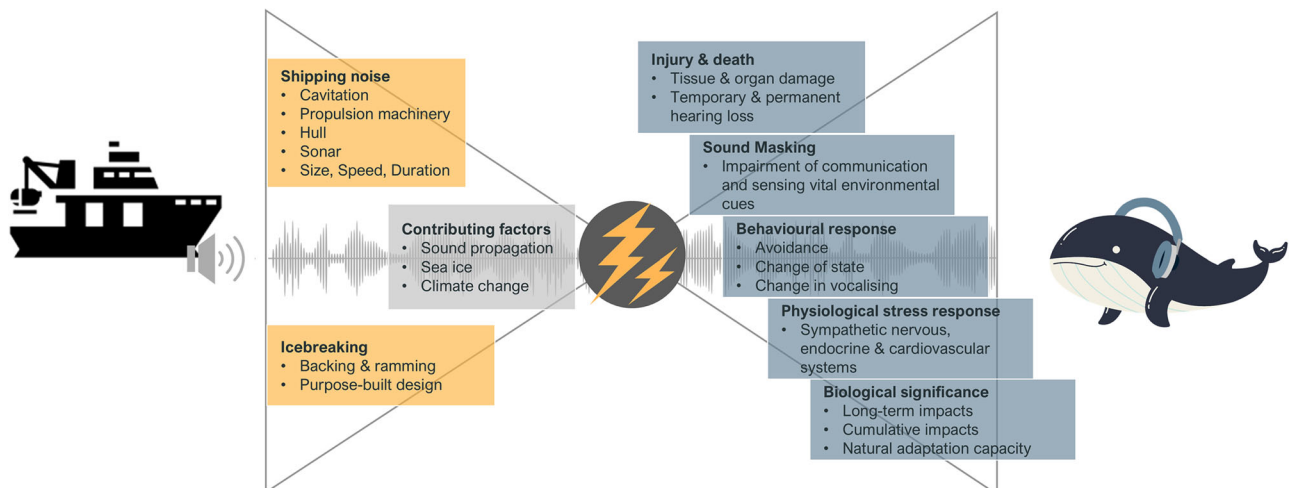 Shipping noise
• Cavitation
• Propulsion machinery
• Hull
• Sonar
• Size, Speed, Duration
Contributing factors
• Sound propagation
• Sea ice
• Climate change
Icebreaking
• Backing & ramming
• Purpose-built design
Injury & death
• Tissue & organ damage
• Temporary & permanent
hearing loss
Sound Masking
• Impairment of communication
and sensing vital environmental
cues
Behavioural response
• Avoidance
• Change of state
• Change in vocalising
Physiological stress response
• Sympathetic nervous,
endocrine & cardiovascular
systems
Biological significance
• Long-term impacts
• Cumulative impacts
• Natural adaptation capacity